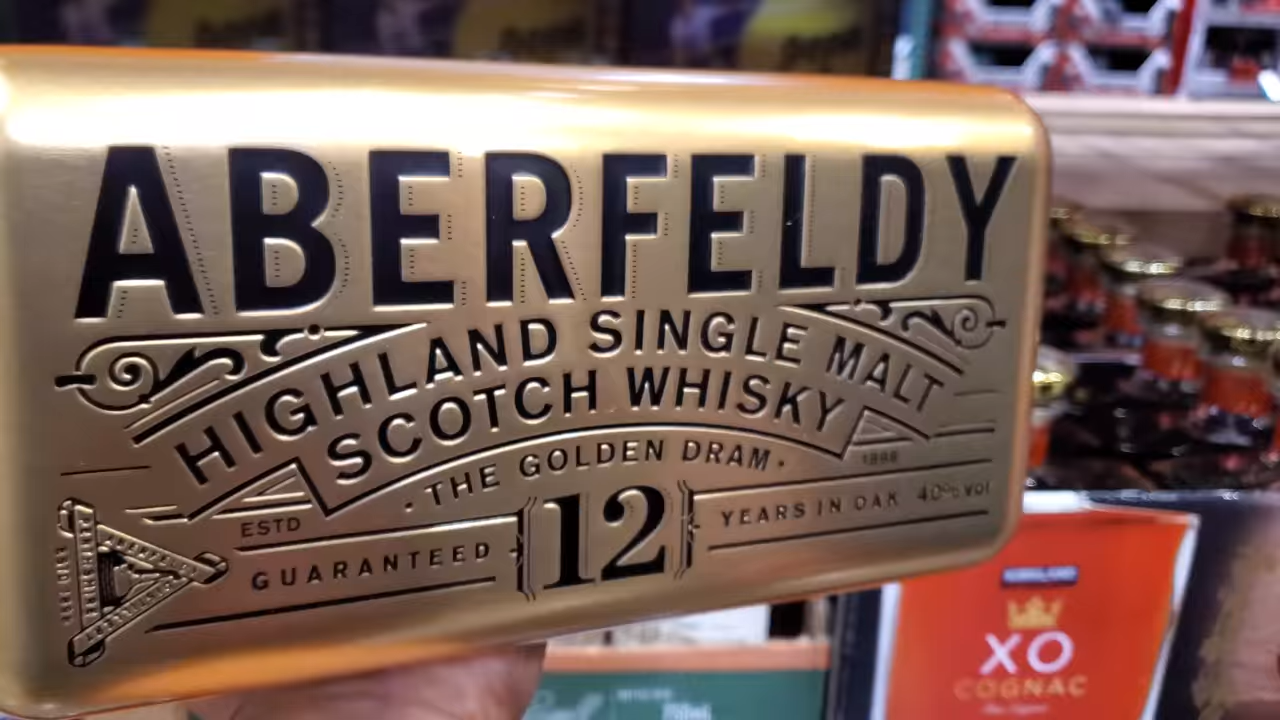 ABERFELDY
HIGHLAND SINGLE MALT
SCOTCH WHISKY
· THE GOLDEN DRAM ·
ESTD
1898
GUARANTEED
12
YEARS IN OAK
40% vol
KIRKLAND
XO
COGNAC
750mL